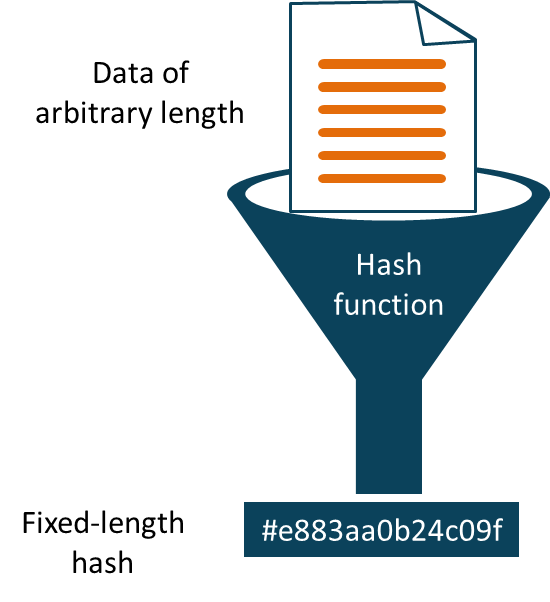 Data of
arbitrary length
Hash
function
Fixed-length
hash
#e883aa0b24c09f